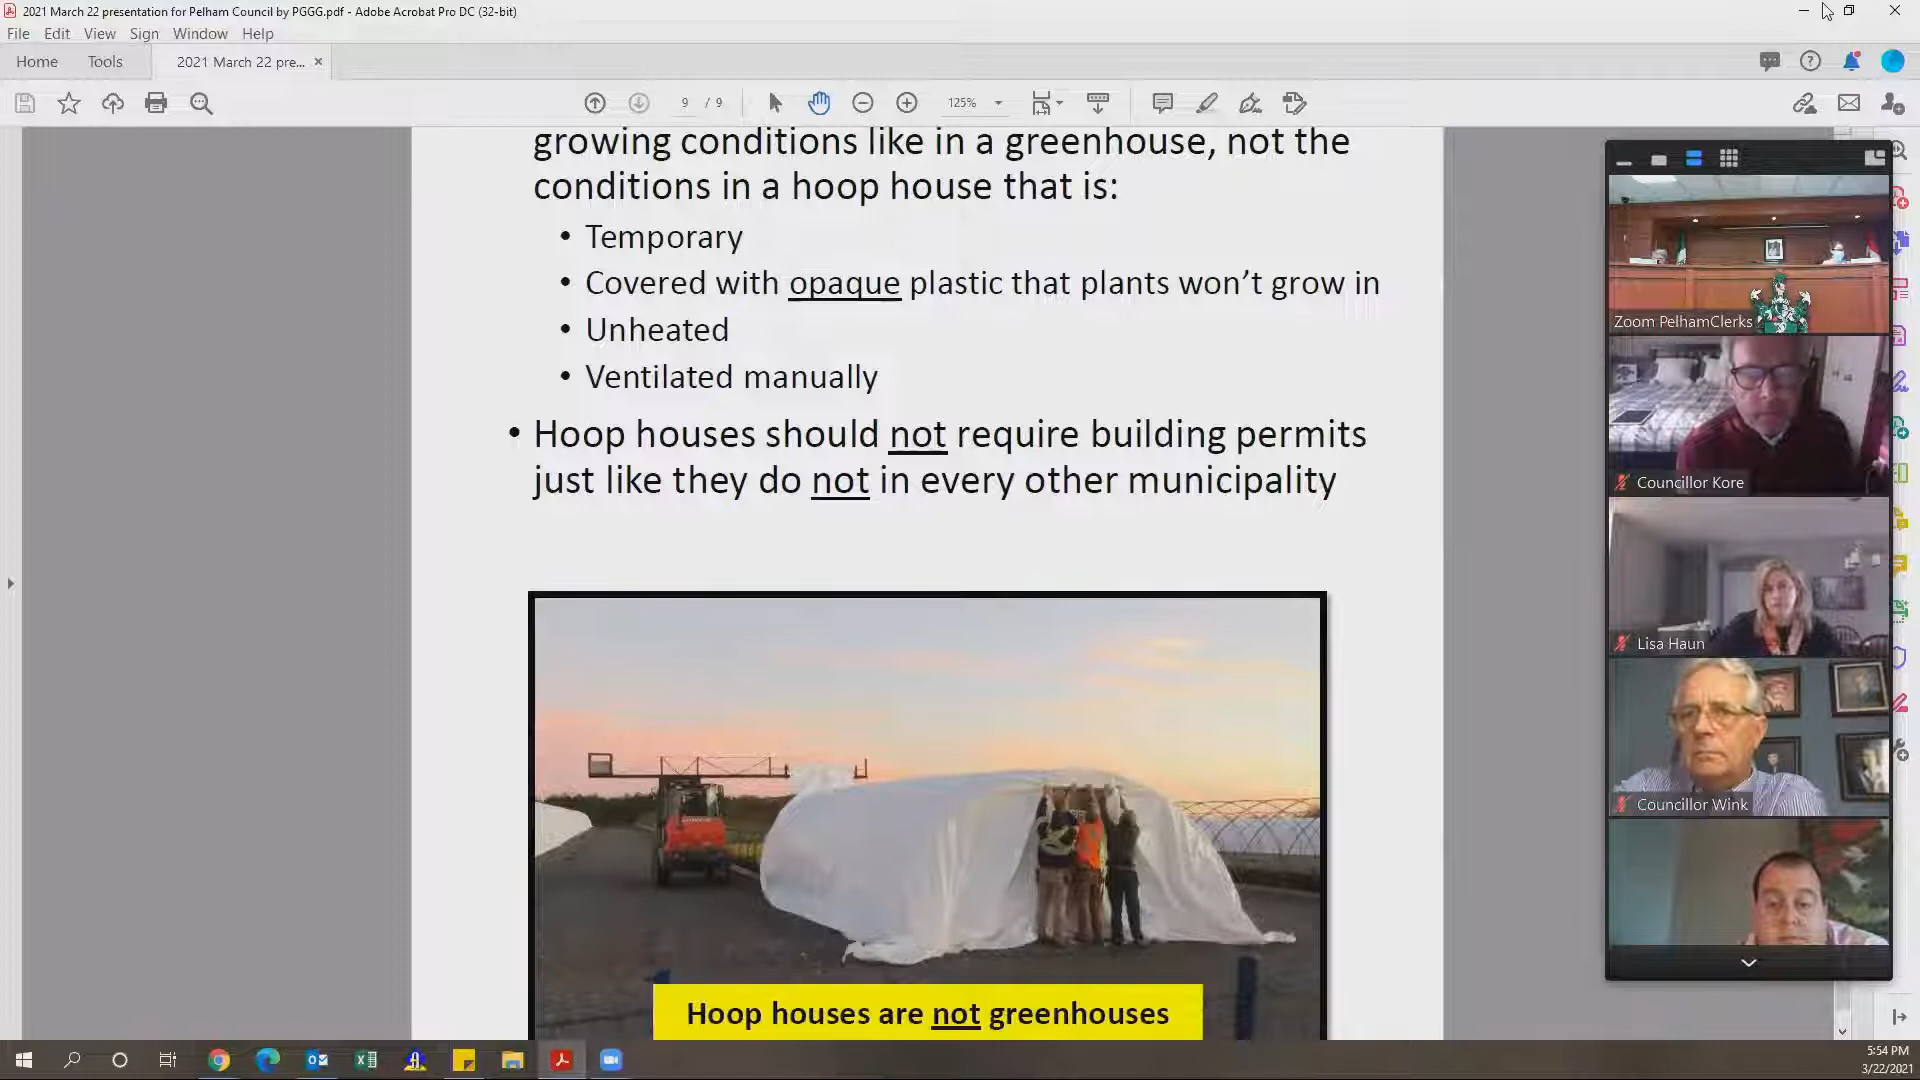 2021 March 22 presentation for Pelham Council by PGGG.pdf - Adobe Acrobat Pro DC (32-bit)
File Edit View Sign Window Help
Home Tools 2021 March 22 pre... ×
9 / 9 125%
growing conditions like in a greenhouse, not the
conditions in a hoop house that is:
• Temporary
• Covered with opaque plastic that plants won’t grow in
• Unheated
• Ventilated manually
• Hoop houses should not require building permits
just like they do not in every other municipality
Hoop houses are not greenhouses
Zoom PelhamClerks
Councillor Kore
Lisa Haun
Councillor Wink
5:54 PM
3/22/2021